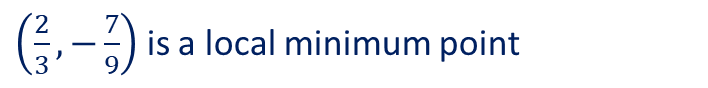 (2/3, −7/9) is a local minimum point